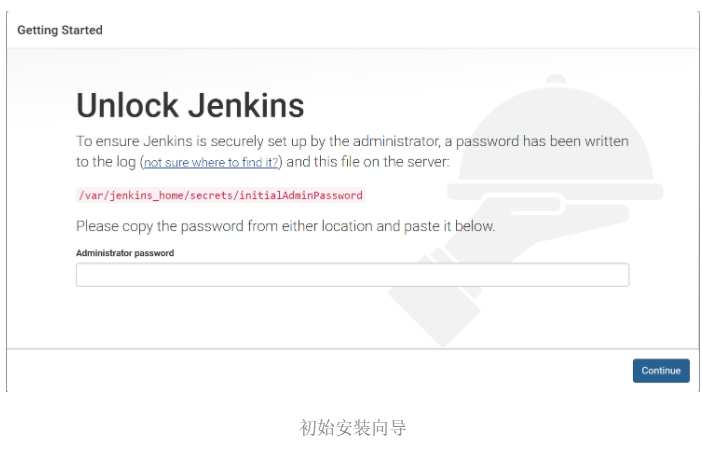 Getting Started
Unlock Jenkins
To ensure Jenkins is securely set up by the administrator, a password has been written
to the log (not sure where to find it?) and this file on the server:
/var/jenkins_home/secrets/initialAdminPassword
Please copy the password from either location and paste it below.
Administrator password
Continue
初始安装向导